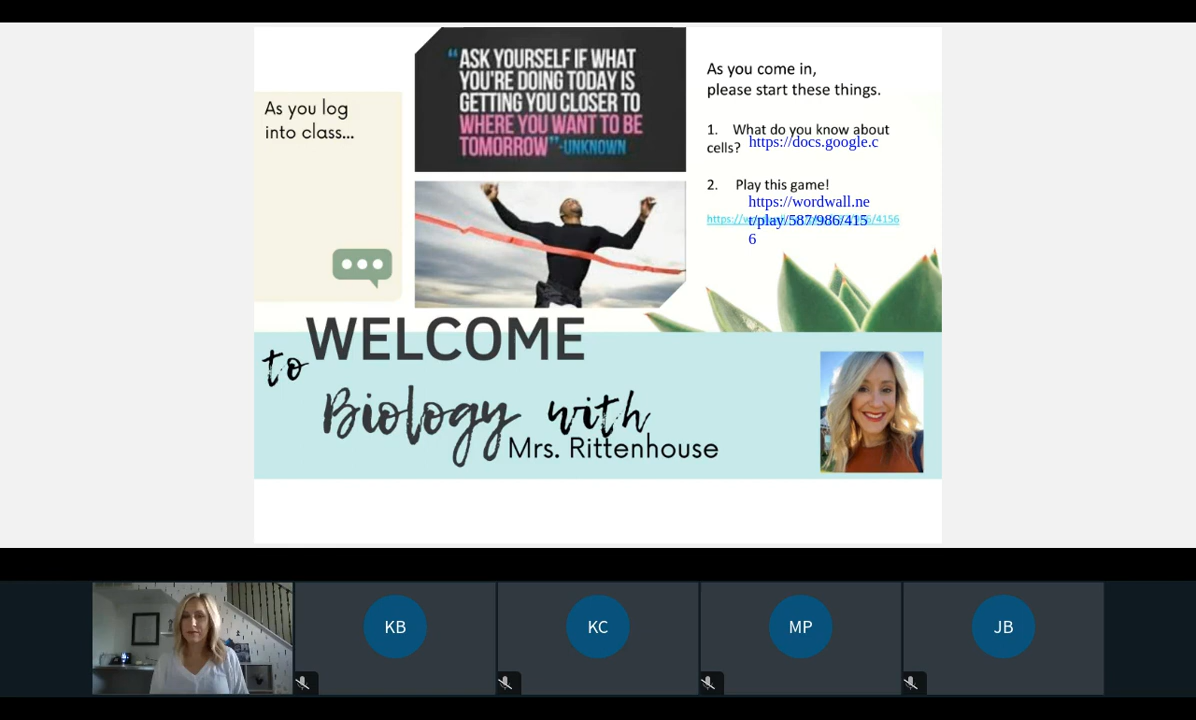 As you log
into class...
“ASK YOURSELF IF WHAT
YOU'RE DOING TODAY IS
GETTING YOU CLOSER TO
WHERE YOU WANT TO BE
TOMORROW” -UNKNOWN
As you come in,
please start these things.
1. What do you know about
cells?
https://docs.google.c
2. Play this game!
https://wordwall.ne
t/play/587/986/415
6
WELCOME
to
Biology with
Mrs. Rittenhouse
KB
KC
MP
JB